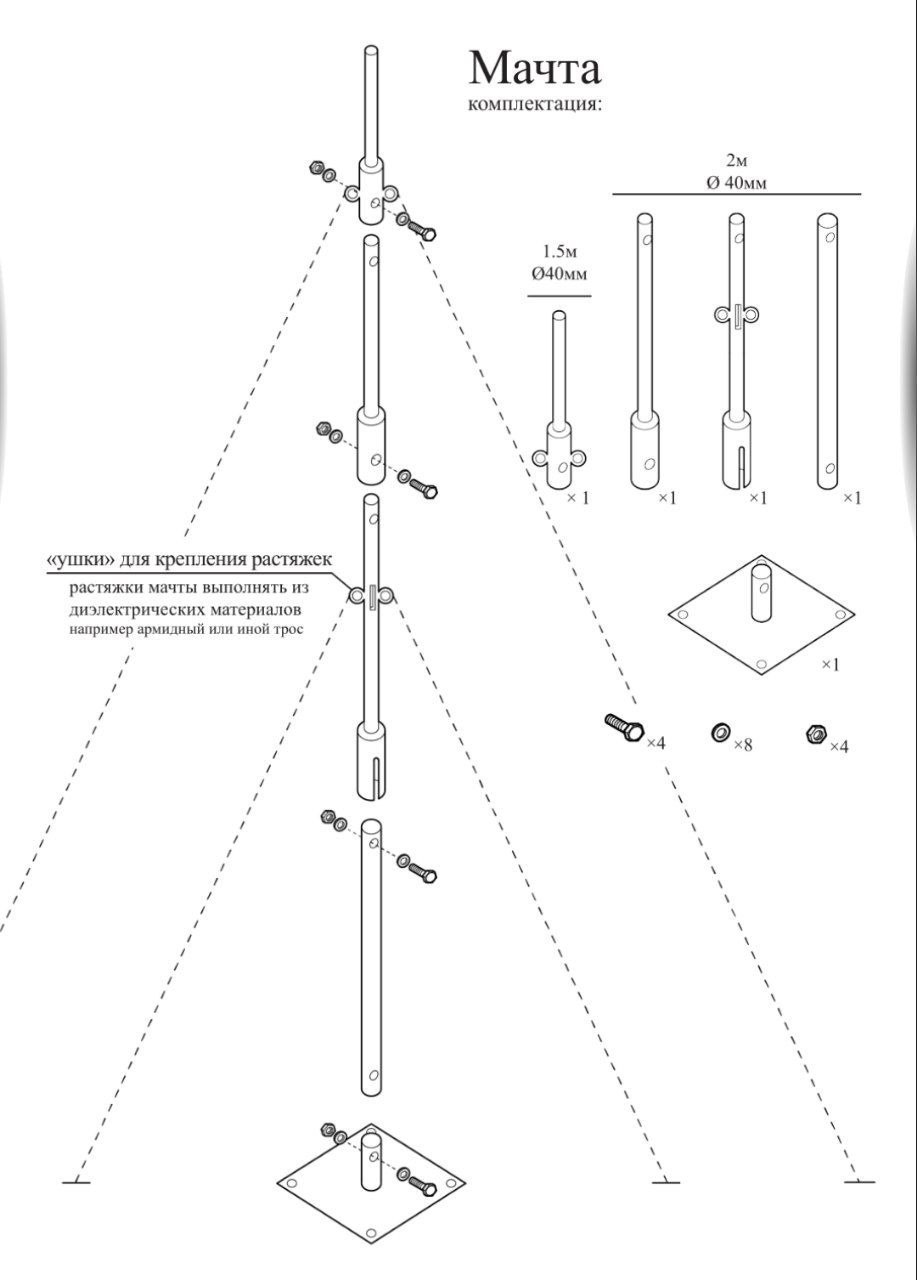 Мачта
комплектация:
2м
Ø 40мм
1.5м
Ø40мм
× 1
×1
×1
×1
«ушки» для крепления растяжек
растяжки мачты выполнять из
диэлектрических материалов
например армидный или иной трос
×1
×4
×8
×4